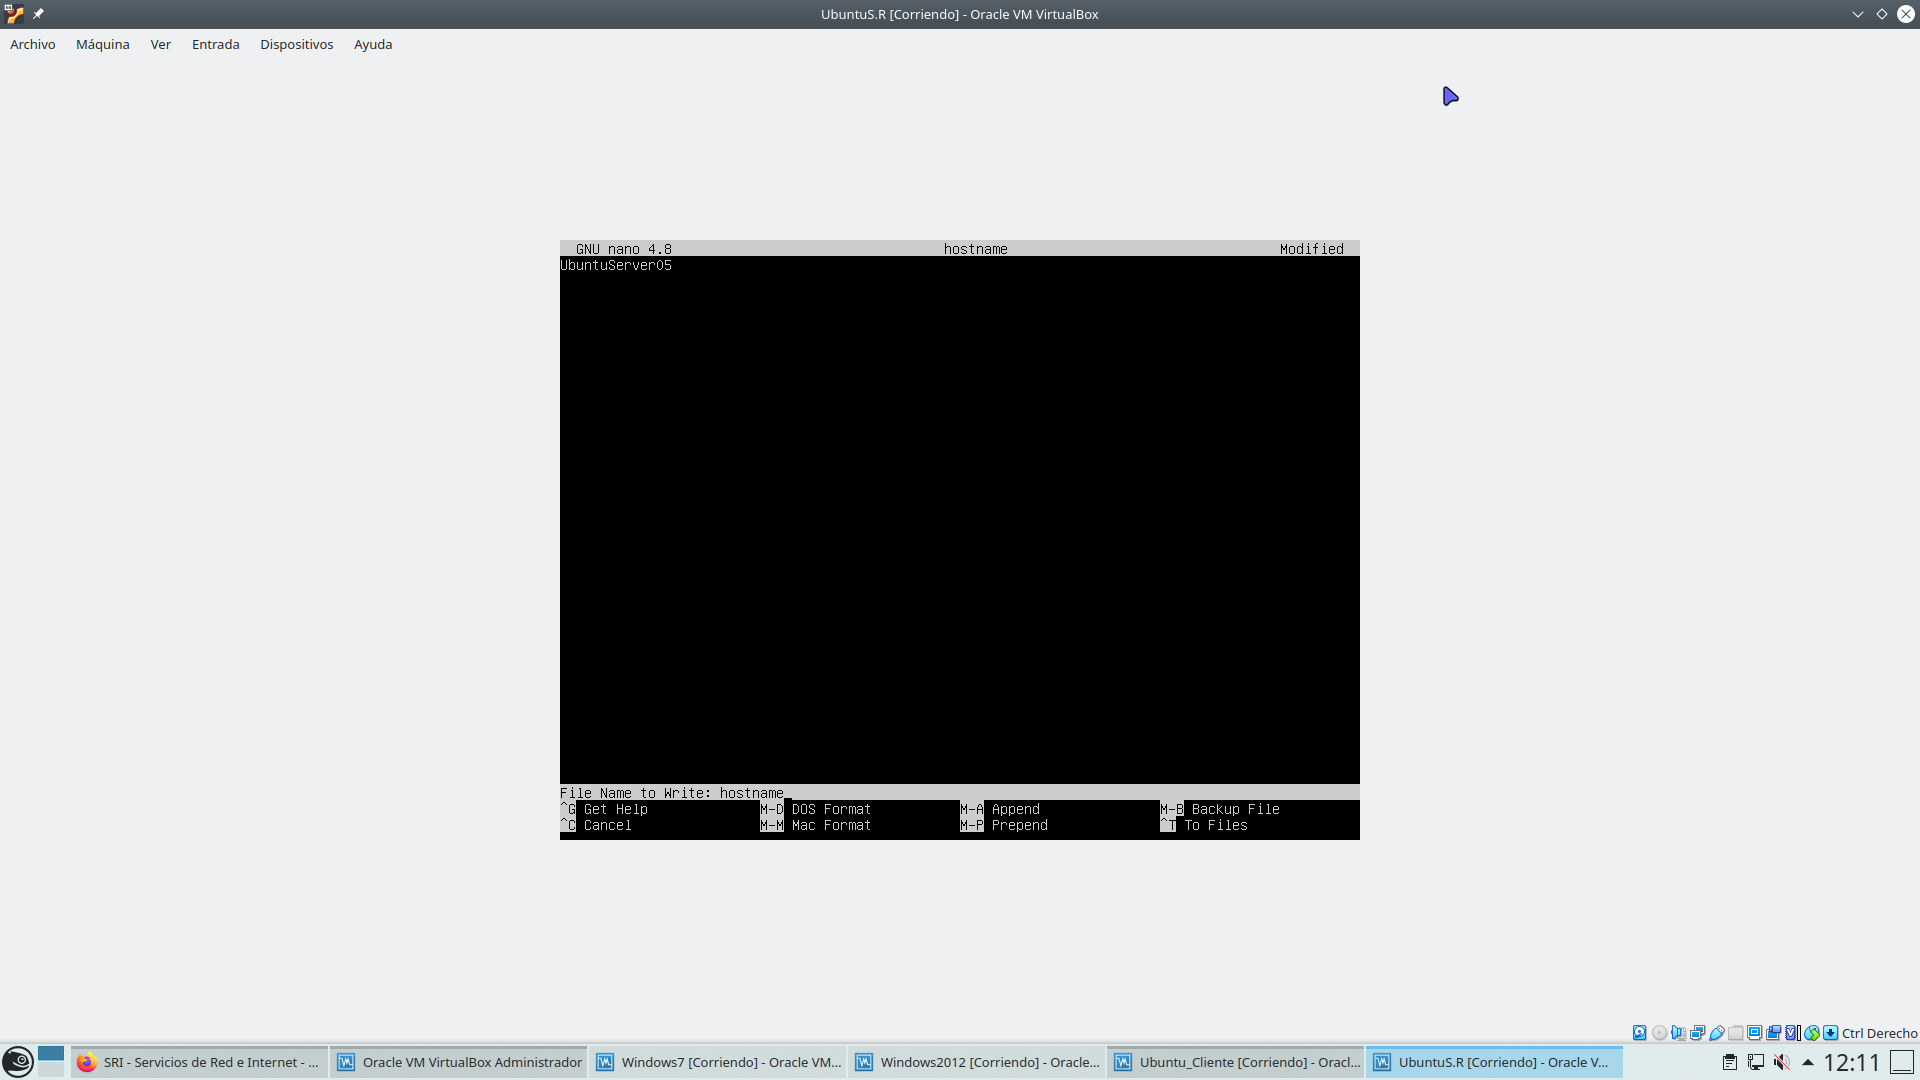 UbuntuS.R [Corriendo] - Oracle VM VirtualBox
Archivo Máquina Ver Entrada Dispositivos Ayuda
GNU nano 4.8 hostname Modified
UbuntuServer05
File Name to Write: hostname
^G Get Help M-D DOS Format M-A Append M-B Backup File
^C Cancel M-M Mac Format M-P Prepend ^T To Files
Ctrl Derecho
SRI - Servicios de Red e Internet - ... Oracle VM VirtualBox Administrador Windows7 [Corriendo] - Oracle VM... Windows2012 [Corriendo] - Oracle... Ubuntu_Cliente [Corriendo] - Oracl... UbuntuS.R [Corriendo] - Oracle V... 12:11